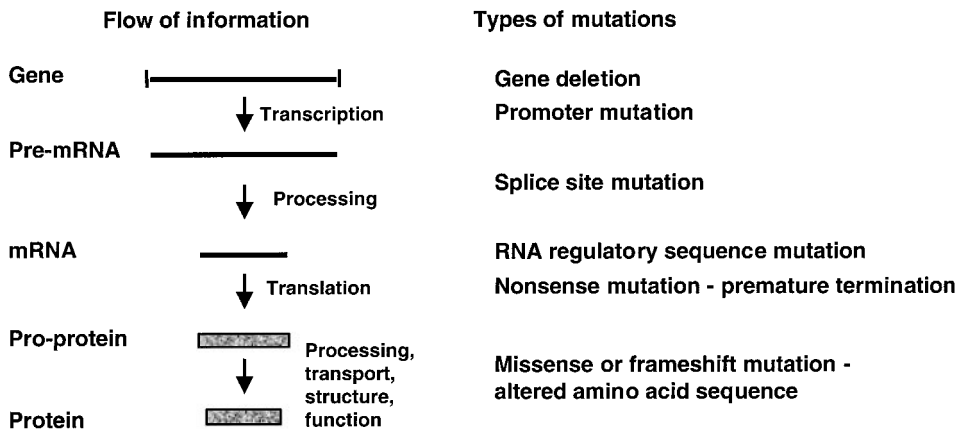 Flow of information
Types of mutations
Gene
Gene deletion
Transcription
Promoter mutation
Pre-mRNA
Splice site mutation
Processing
mRNA
RNA regulatory sequence mutation
Translation
Nonsense mutation - premature termination
Pro-protein
Processing,
transport,
structure,
function
Missense or frameshift mutation -
altered amino acid sequence
Protein